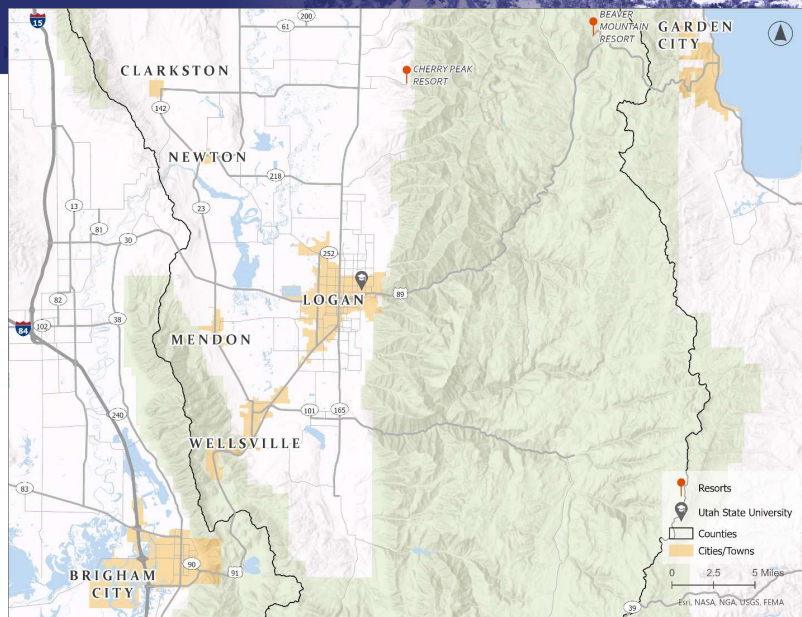 15
200
61
BEAVER
MOUNTAIN
RESORT
GARDEN
CITY
CHERRY PEAK
RESORT
CLARKSTON
142
NEWTON
218
13
23
81
30
252
LOGAN
89
82
38
84
102
MENDON
101
165
240
WELLSVILLE
83
90
91
BRIGHAM
CITY
39
Resorts
Utah State University
Counties
Cities/Towns
0 2.5 5 Miles
Esri, NASA, NGA, USGS, FEMA